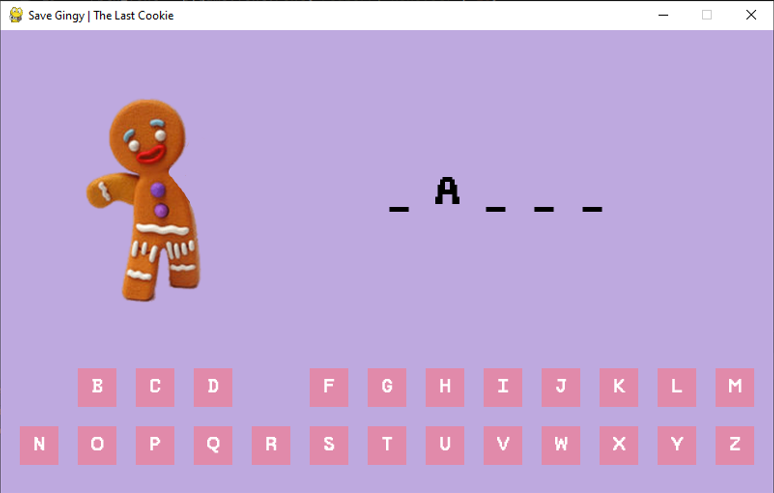 Save Gingy | The Last Cookie
_ A _ _ _
B C D F G H I J K L M
N O P Q R S T U V W X Y Z